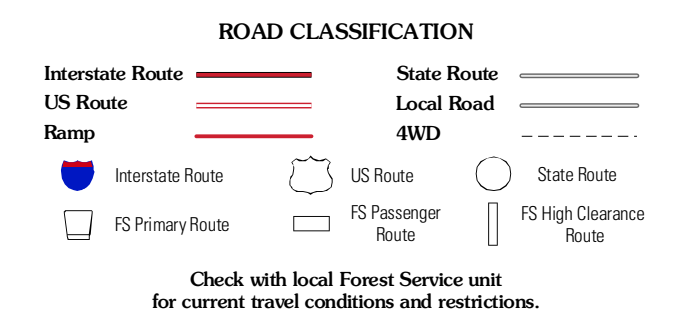 ROAD CLASSIFICATION
Interstate Route
State Route
US Route
Local Road
Ramp
4WD
Interstate Route
US Route
State Route
FS Primary Route
FS Passenger
Route
FS High Clearance
Route
Check with local Forest Service unit
for current travel conditions and restrictions.